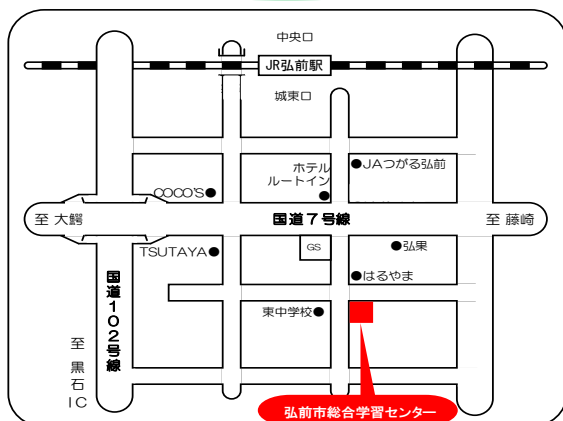 中央口
JR弘前駅
城東口
ホテル
ルートイン
JAつがる弘前
COCO'S
至 大鰐
国道7号線
至 藤崎
TSUTAYA
GS
弘果
はるやま
国道102号線
東中学校
至 黒石IC
弘前市総合学習センター